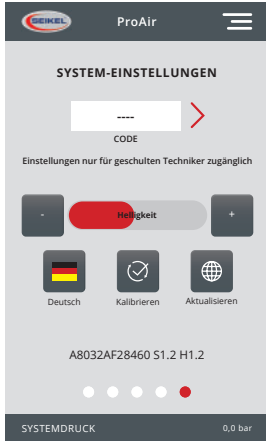 SEIKEL
ProAir
SYSTEM-EINSTELLUNGEN
----
CODE
Einstellungen nur für geschulten Techniker zugänglich
- Helligkeit +
Deutsch Kalibrieren Aktualisieren
A8032AF28460 S1.2 H1.2
SYSTEMDRUCK 0,0 bar